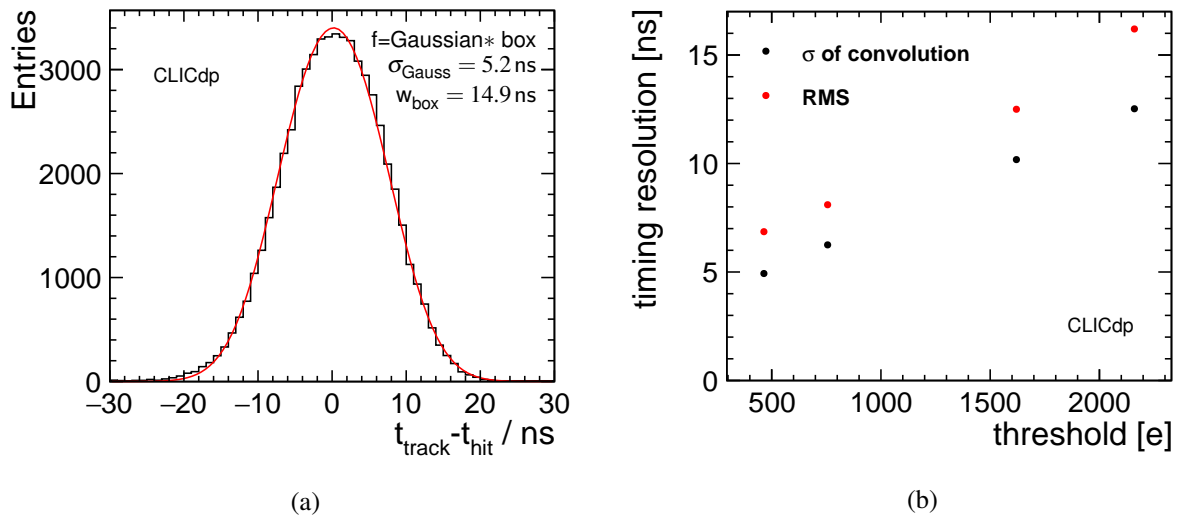 Entries
3000
2000
1000
0
CLICdp
f=Gaussian∗ box
σGauss = 5.2 ns
wbox = 14.9 ns
−30 −20 −10 0 10 20 30
ttrack-thit / ns
(a)
timing resolution [ns]
15
10
5
0
σ of convolution
RMS
CLICdp
500 1000 1500 2000
threshold [e]
(b)